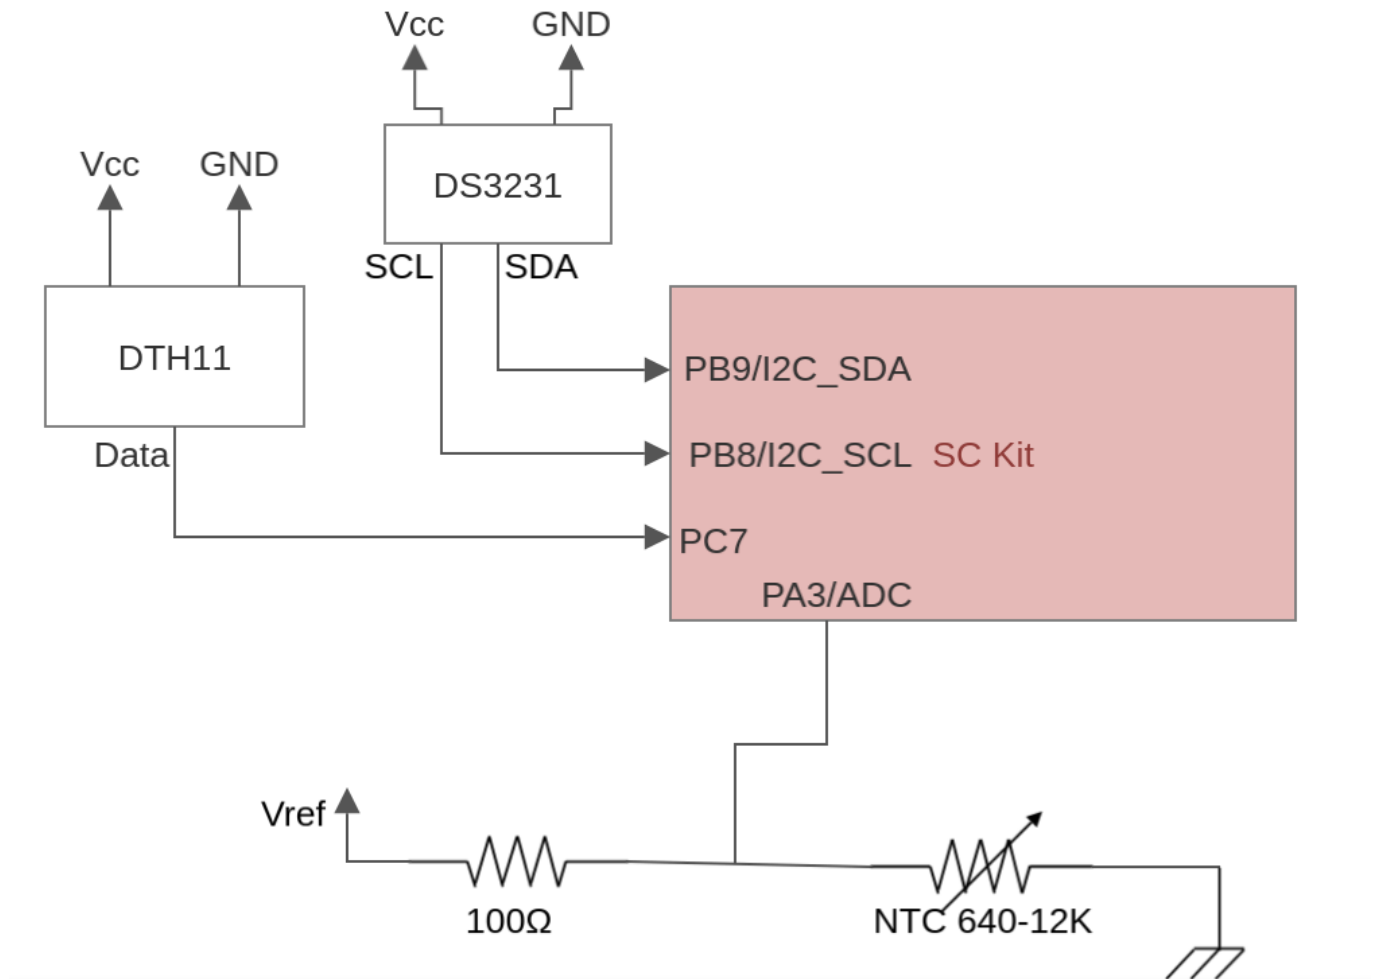 Vcc
GND
Vcc
GND
DS3231
SCL
SDA
DTH11
Data
PB9/I2C_SDA
PB8/I2C_SCL
SC Kit
PC7
PA3/ADC
Vref
100Ω
NTC 640-12K